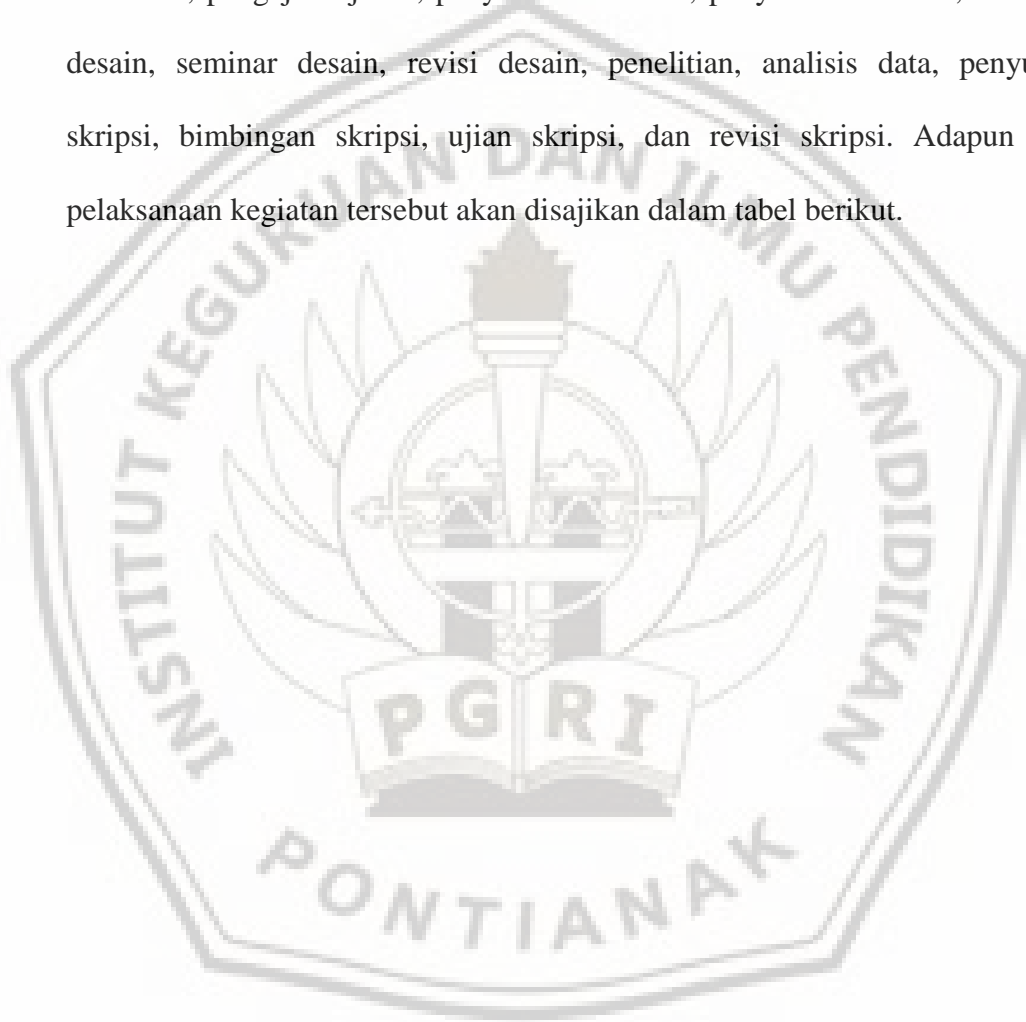 desain, seminar desain, revisi desain, penelitian, analisis data,
skripsi, bimbingan skripsi, ujian skripsi, dan revisi skripsi. Adapun
pelaksanaan kegiatan tersebut akan disajikan dalam tabel berikut.
INSTITUT KEGURUAN DAN ILMU PENDIDIKAN
PGRI
PONTIANAK